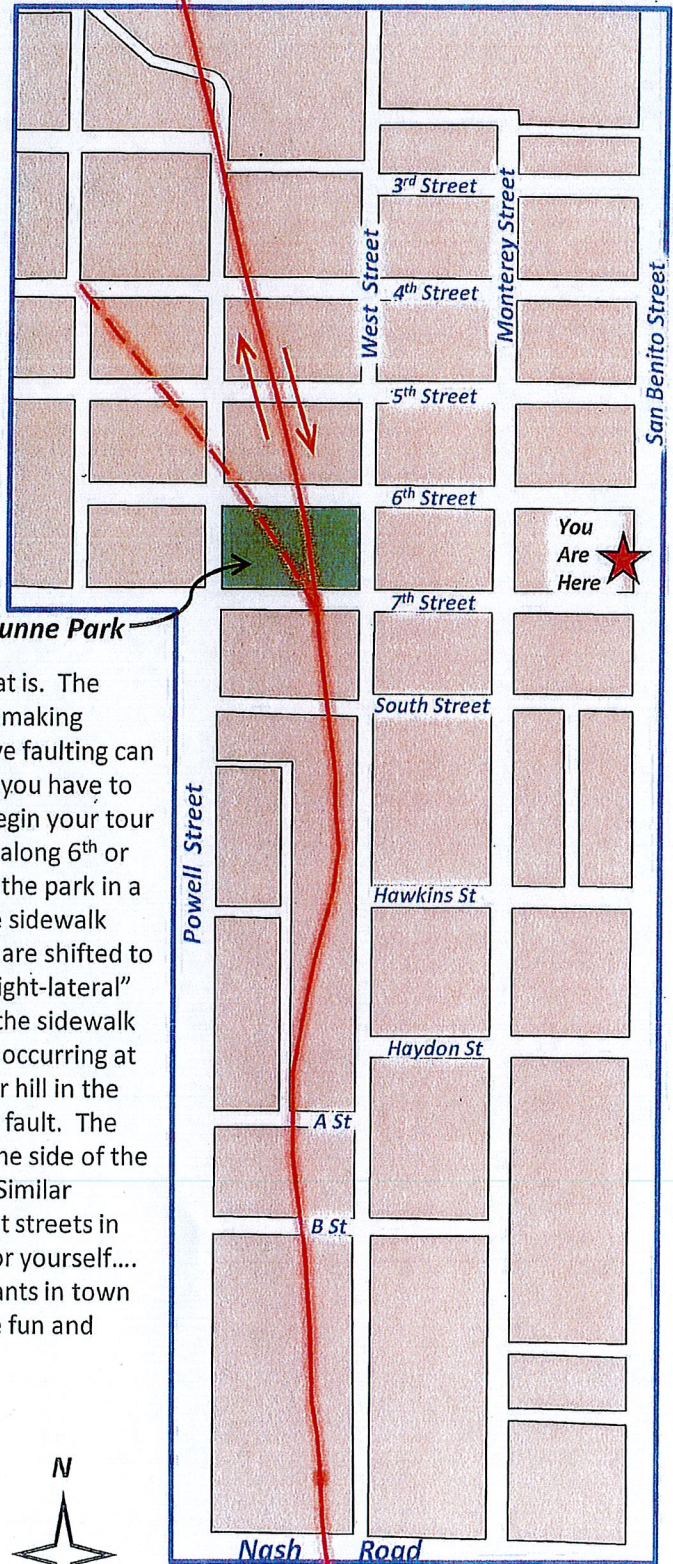 3rd Street
4th Street
West Street
Monterey Street
San Benito Street
5th Street
6th Street
You
Are
Here
7th Street
unne Park
at is. The
making
ve faulting can
you have to
egin your tour
along 6th or
the park in a
e sidewalk
are shifted to
ight-lateral”
the sidewalk
occurring at
r hill in the
fault. The
ne side of the
Similar
t streets in
or yourself....
ants in town
e fun and
South Street
Powell Street
Hawkins St
Haydon St
A St
B St
N
Nash Road